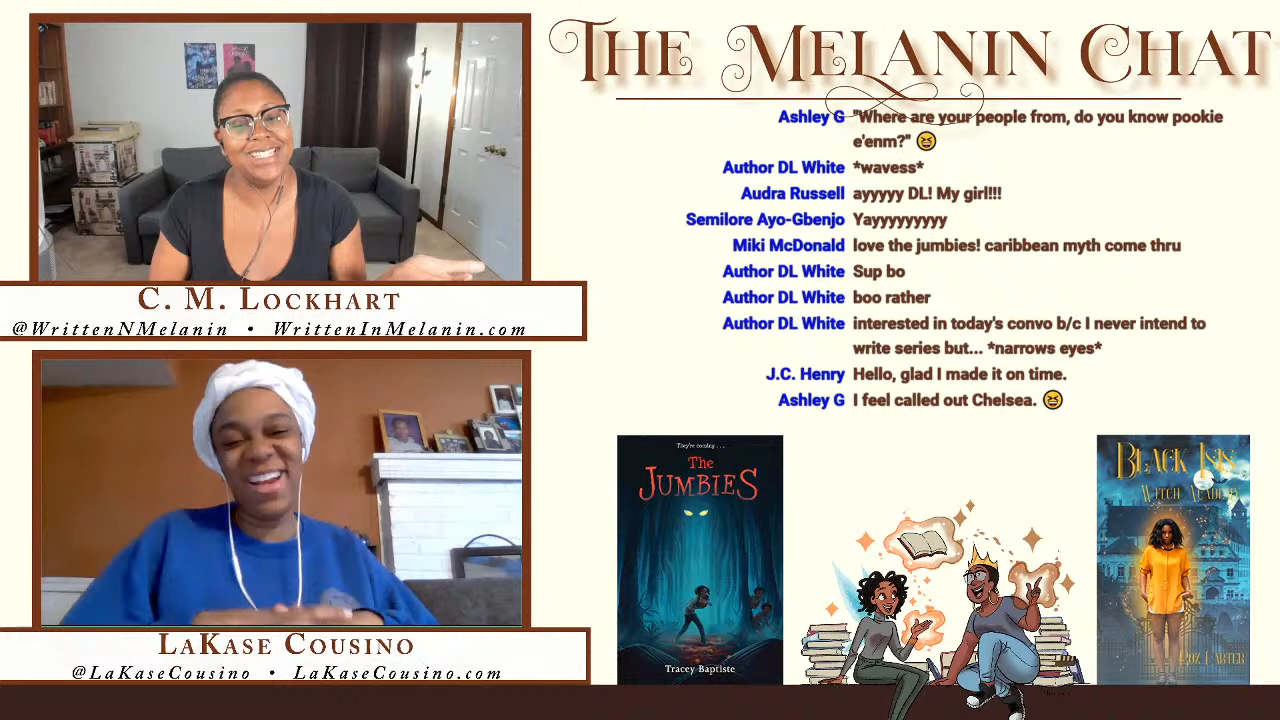 THE MELANIN CHAT
C. M. LOCKHART
@WRITTENNMELANIN • WRITTENINMELANIN.COM
LAKASE COUSINO
@LAKASECOUSINO • LAKASECOUSINO.COM
Ashley G "Where are your people from, do you know pookie
e'enm?" 😆
Author DL White *wavess*
Audra Russell ayyyyy DL! My girl!!!
Semilore Ayo-Gbenjo Yayyyyyyyyy
Miki McDonald love the jumbies! caribbean myth come thru
Author DL White Sup bo
Author DL White boo rather
Author DL White interested in today's convo b/c I never intend to
write series but... *narrows eyes*
J.C. Henry Hello, glad I made it on time.
Ashley G I feel called out Chelsea. 😆
They're coming . . .
The
JUMBIES
Tracey Baptiste
BLACK ISIS
WITCH ACADEMY
ROZ CARTER